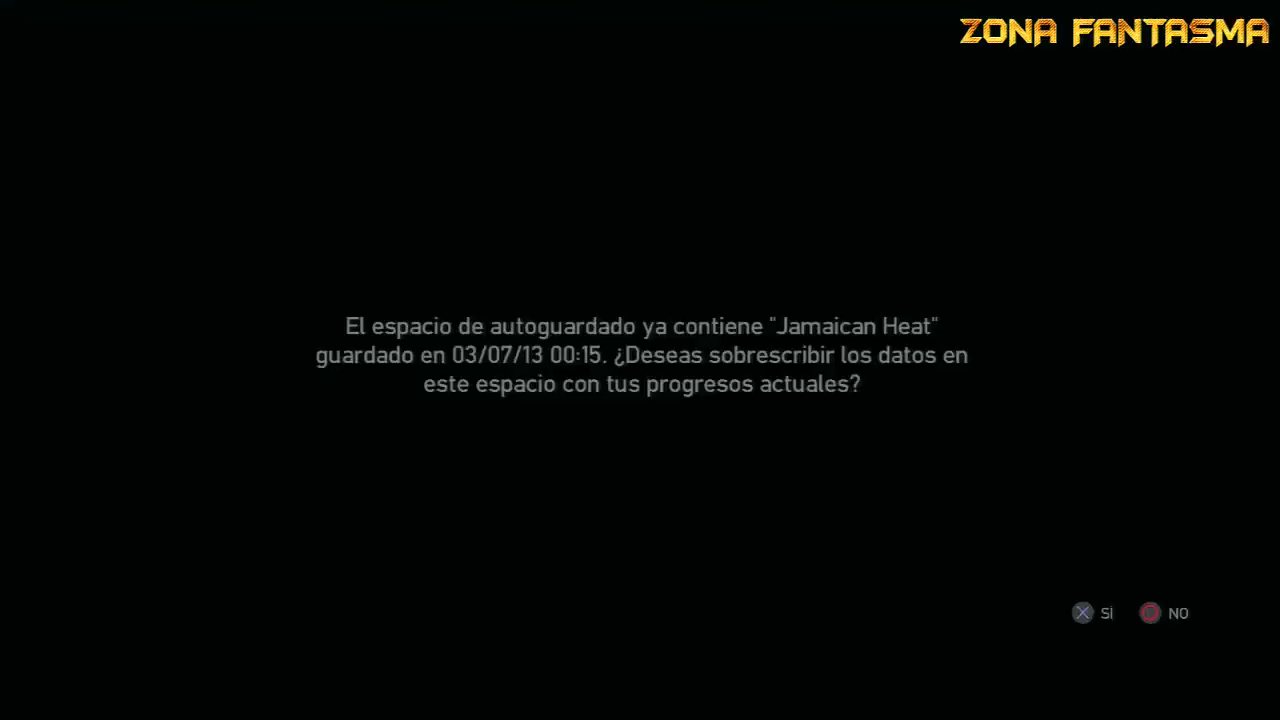 ZONA FANTASMA
El espacio de autoguardado ya contiene "Jamaican Heat"
guardado en 03/07/13 00:15. ¿Deseas sobrescribir los datos en
este espacio con tus progresos actuales?
SÍ NO